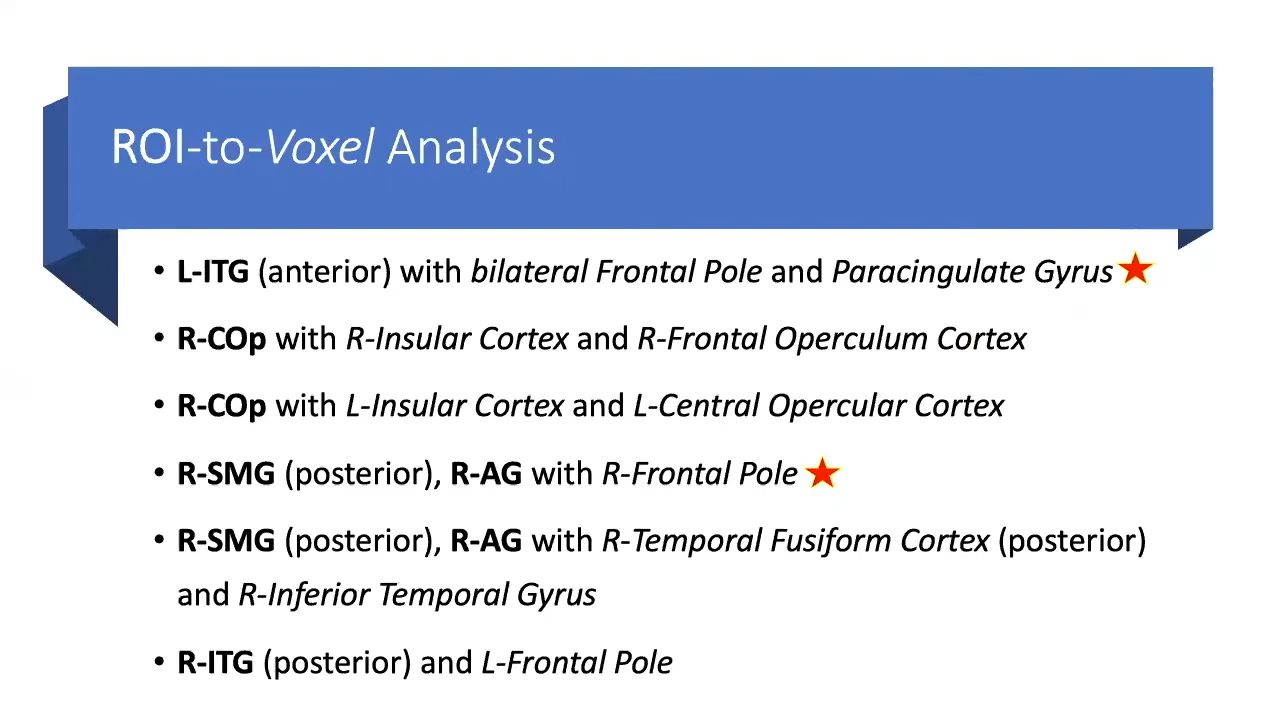 ROI-to-Voxel Analysis
• L-ITG (anterior) with bilateral Frontal Pole and Paracingulate Gyrus
• R-COp with R-Insular Cortex and R-Frontal Operculum Cortex
• R-COp with L-Insular Cortex and L-Central Opercular Cortex
• R-SMG (posterior), R-AG with R-Frontal Pole
• R-SMG (posterior), R-AG with R-Temporal Fusiform Cortex (posterior)
and R-Inferior Temporal Gyrus
• R-ITG (posterior) and L-Frontal Pole